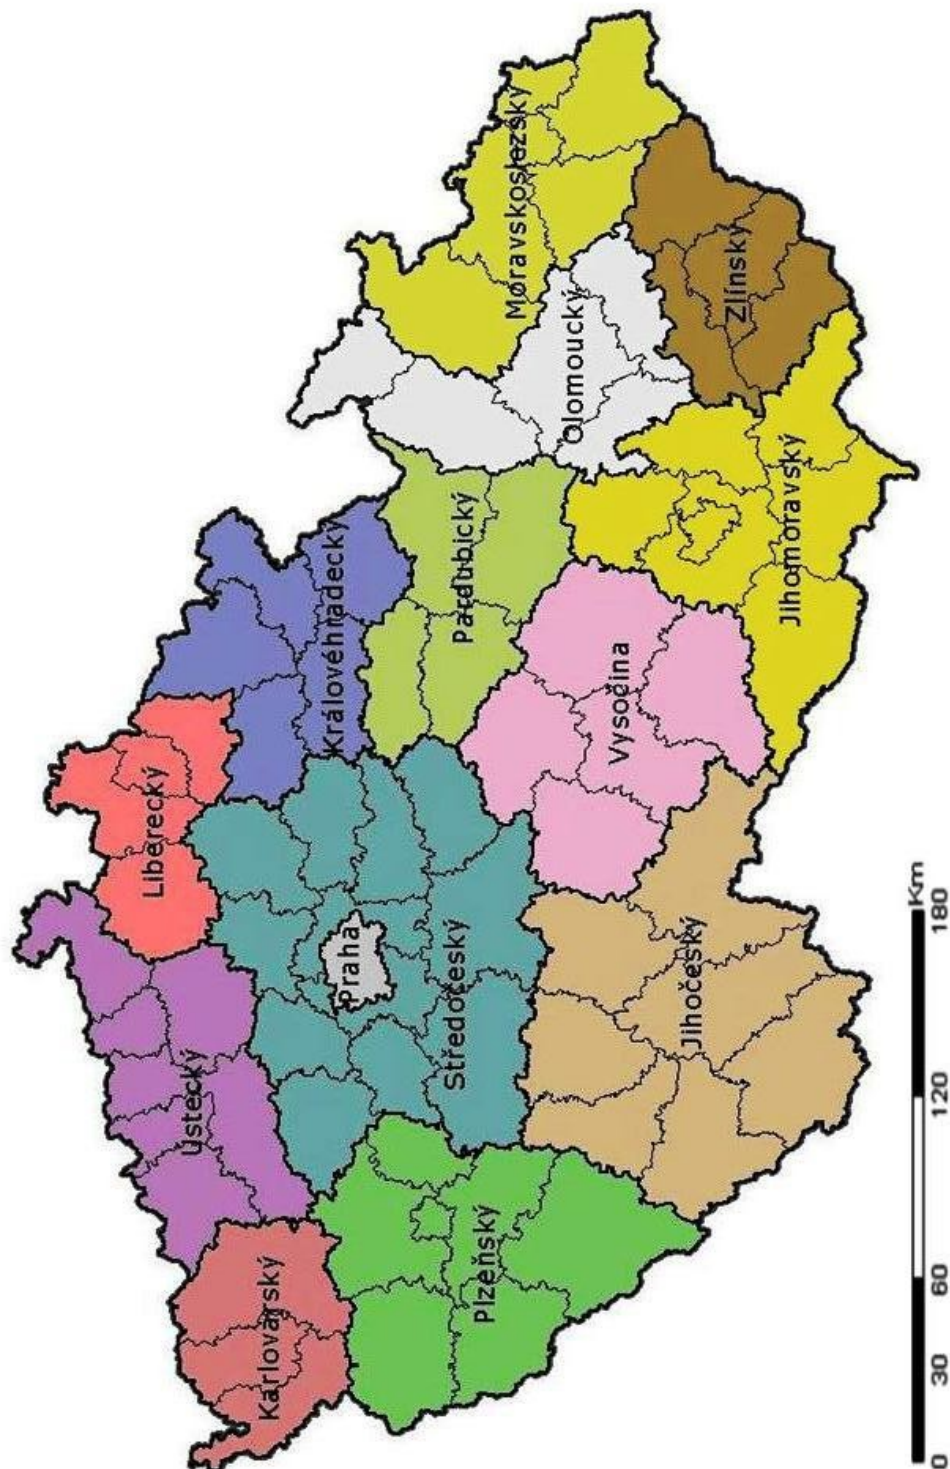 Karlovarský
Ústecký
Liberecký
Královéhradecký
Praha
Středočeský
Plzeňský
Jihočeský
Pardubický
Vysočina
Olomoucký
Moravskoslezský
Zlínský
Jihomoravský
0 30 60 120 180
Km